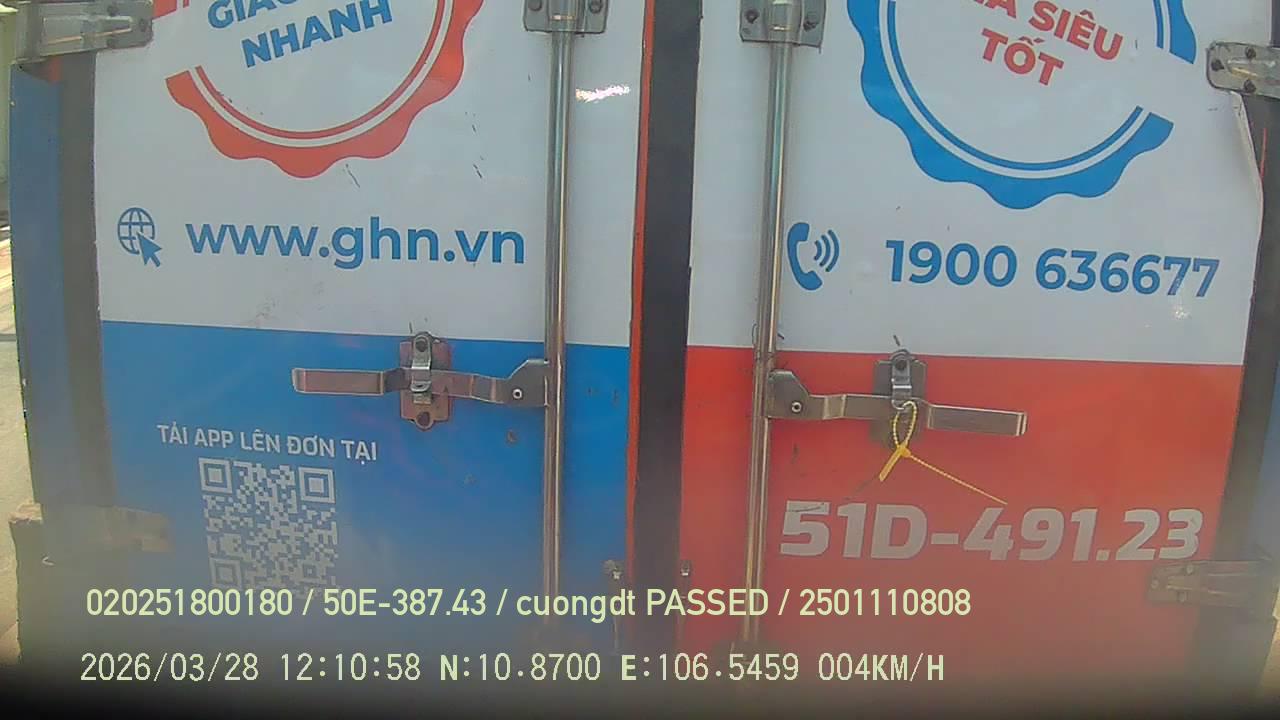 NHANH
SIÊU
TỐT
www.ghn.vn
1900 636677
TẢI APP LÊN ĐƠN TẠI
51D-491.23
020251800180 / 50E-387.43 / cuongdt PASSED / 2501110808
2026/03/28 12:10:58 N:10.8700 E:106.5459 004KM/H